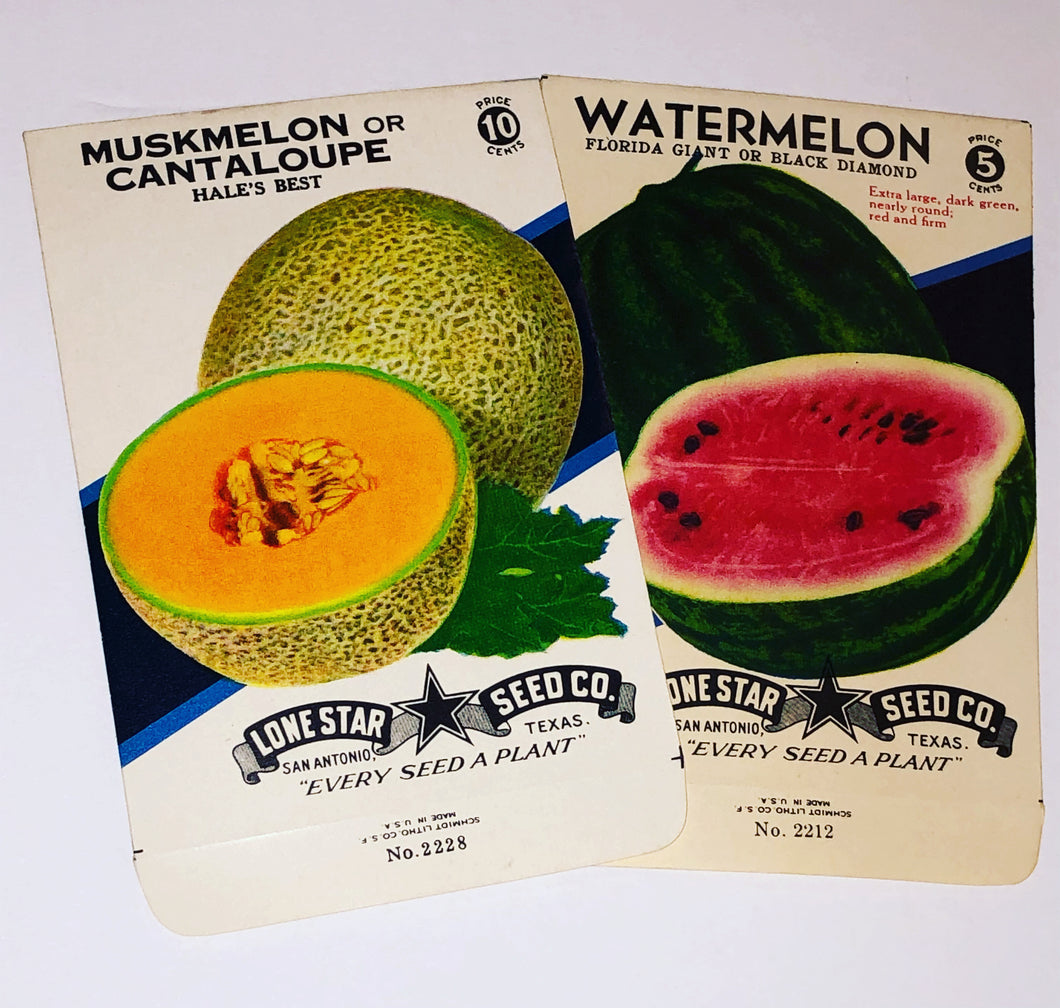 MUSKMELON OR
CANTALOUPE
HALE'S BEST
PRICE
10
CENTS
LONE STAR SEED CO.
SAN ANTONIO, TEXAS.
"EVERY SEED A PLANT"
SCHMIDT LITHO. CO. S. F.
MADE IN U.S.A.
No. 2228
WATERMELON
FLORIDA GIANT OR BLACK DIAMOND
PRICE
5
CENTS
Extra large, dark green,
nearly round;
red and firm
ONE STAR SEED CO.
SAN ANTONIO, TEXAS.
"EVERY SEED A PLANT"
SCHMIDT LITHO. CO. S. F.
MADE IN U.S.A.
No. 2212